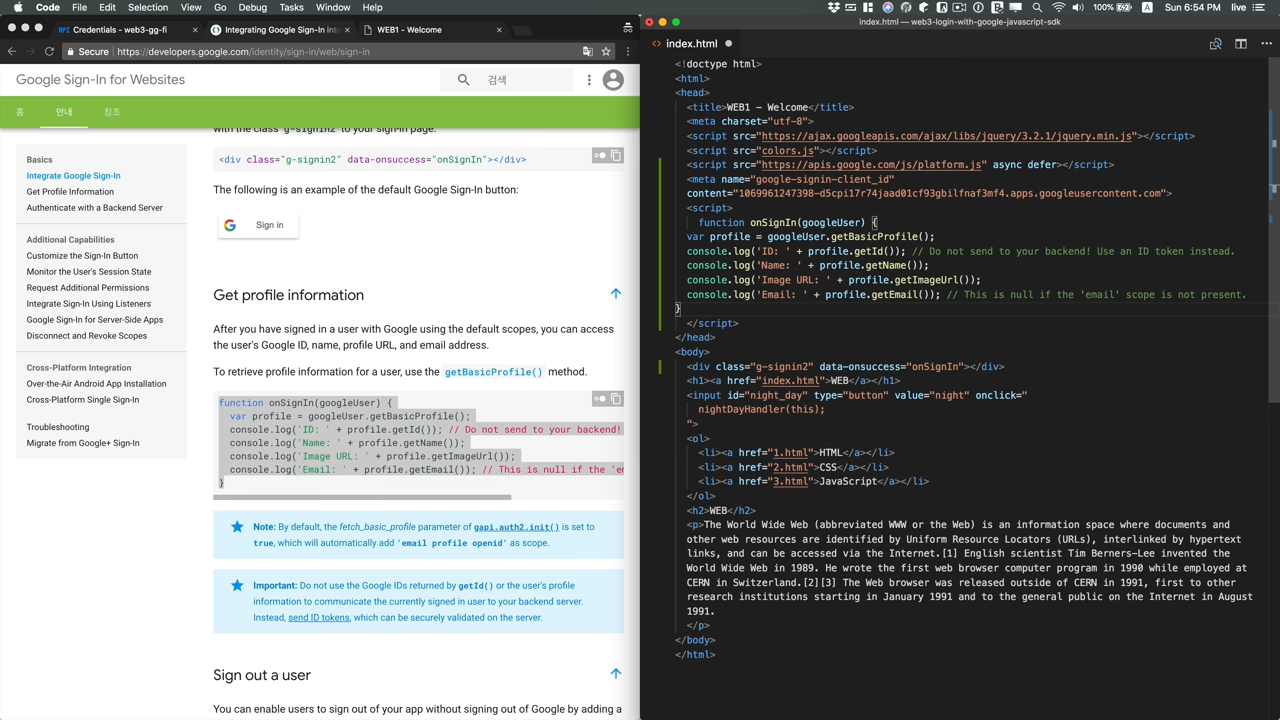 Code File Edit Selection View Go Debug Tasks Window Help
100% Sun 6:54 PM live
Credentials - web3-gg-fi
Integrating Google Sign-In int
WEB1 - Welcome
Secure https://developers.google.com/identity/sign-in/web/sign-in
Google Sign-In for Websites
검색
홈 안내 참조
Basics
Integrate Google Sign-In
Get Profile Information
Authenticate with a Backend Server
Additional Capabilities
Customize the Sign-In Button
Monitor the User's Session State
Request Additional Permissions
Integrate Sign-In Using Listeners
Google Sign-In for Server-Side Apps
Disconnect and Revoke Scopes
Cross-Platform Integration
Over-the-Air Android App Installation
Cross-Platform Single Sign-In
Troubleshooting
Migrate from Google+ Sign-In
with the class g-signin2 to your sign-in page.
<div class="g-signin2" data-onsuccess="onSignIn"></div>
The following is an example of the default Google Sign-In button:
Sign in
Get profile information
After you have signed in a user with Google using the default scopes, you can access
the user's Google ID, name, profile URL, and email address.
To retrieve profile information for a user, use the getBasicProfile() method.
function onSignIn(googleUser) {
var profile = googleUser.getBasicProfile();
console.log('ID: ' + profile.getId()); // Do not send to your backend!
console.log('Name: ' + profile.getName());
console.log('Image URL: ' + profile.getImageUrl());
console.log('Email: ' + profile.getEmail()); // This is null if the 'em
}
Note: By default, the fetch_basic_profile parameter of gapi.auth2.init() is set to
true, which will automatically add 'email profile openid' as scope.
Important: Do not use the Google IDs returned by getId() or the user's profile
information to communicate the currently signed in user to your backend server.
Instead, send ID tokens, which can be securely validated on the server.
Sign out a user
You can enable users to sign out of your app without signing out of Google by adding a
index.html — web3-login-with-google-javascript-sdk
index.html
<!doctype html>
<html>
<head>
<title>WEB1 - Welcome</title>
<meta charset="utf-8">
<script src="https://ajax.googleapis.com/ajax/libs/jquery/3.2.1/jquery.min.js"></script>
<script src="colors.js"></script>
<script src="https://apis.google.com/js/platform.js" async defer></script>
<meta name="google-signin-client_id"
content="1069961247398-d5cpi17r74jaad01cf93gbilfnaf3mf4.apps.googleusercontent.com">
<script>
function onSignIn(googleUser) {
var profile = googleUser.getBasicProfile();
console.log('ID: ' + profile.getId()); // Do not send to your backend! Use an ID token instead.
console.log('Name: ' + profile.getName());
console.log('Image URL: ' + profile.getImageUrl());
console.log('Email: ' + profile.getEmail()); // This is null if the 'email' scope is not present.
}
</script>
</head>
<body>
<div class="g-signin2" data-onsuccess="onSignIn"></div>
<h1><a href="index.html">WEB</a></h1>
<input id="night_day" type="button" value="night" onclick="
nightDayHandler(this);
">
<ol>
<li><a href="1.html">HTML</a></li>
<li><a href="2.html">CSS</a></li>
<li><a href="3.html">JavaScript</a></li>
</ol>
<h2>WEB</h2>
<p>The World Wide Web (abbreviated WWW or the Web) is an information space where documents and
other web resources are identified by Uniform Resource Locators (URLs), interlinked by hypertext
links, and can be accessed via the Internet.[1] English scientist Tim Berners-Lee invented the
World Wide Web in 1989. He wrote the first web browser computer program in 1990 while employed at
CERN in Switzerland.[2][3] The Web browser was released outside of CERN in 1991, first to other
research institutions starting in January 1991 and to the general public on the Internet in August
1991.
</p>
</body>
</html>